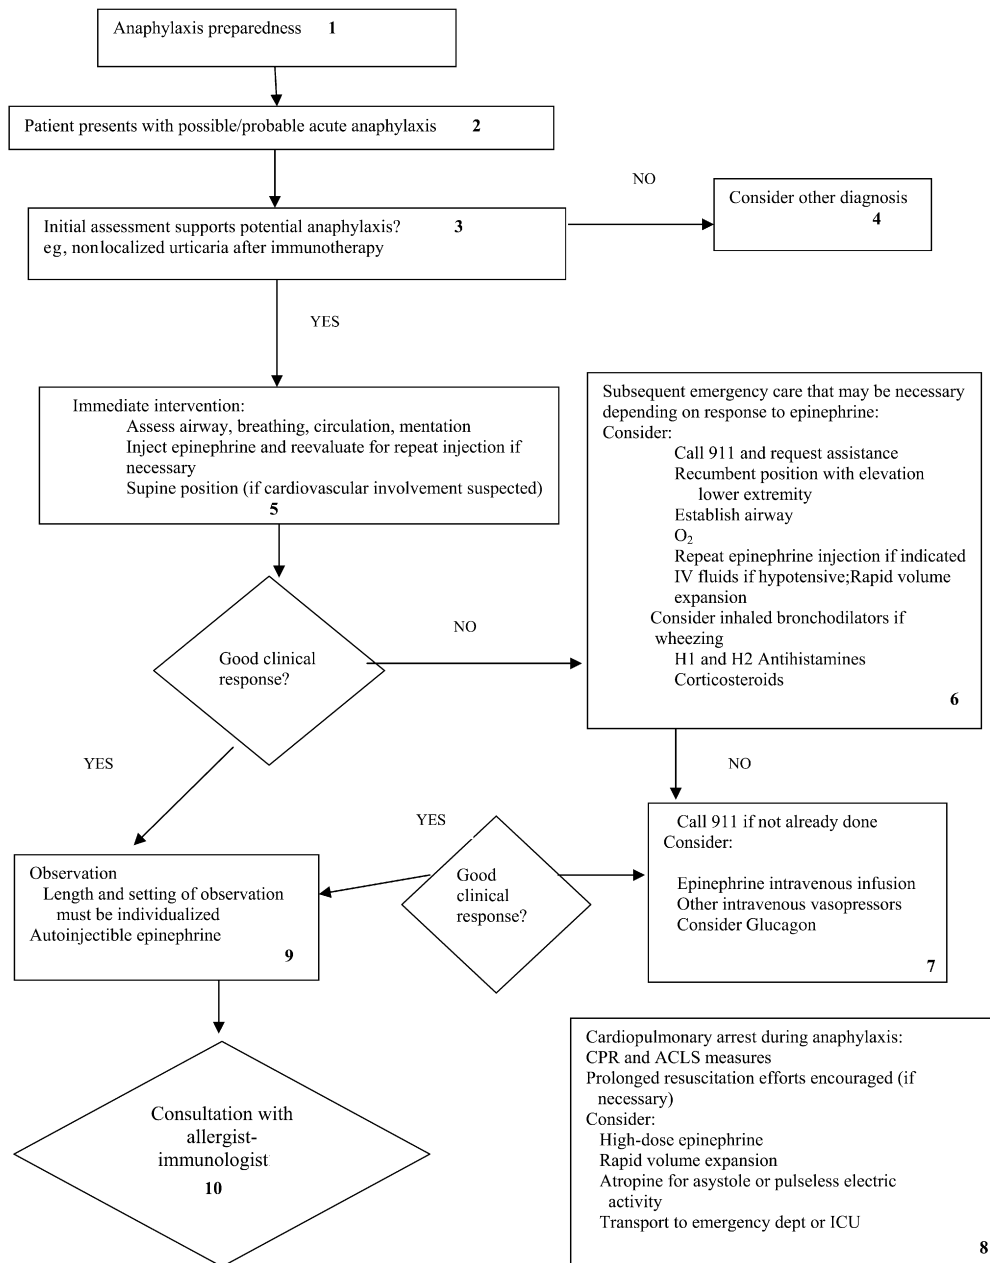 Anaphylaxis preparedness 1
Patient presents with possible/probable acute anaphylaxis 2
NO
Consider other diagnosis
4
Initial assessment supports potential anaphylaxis? 3
eg, nonlocalized urticaria after immunotherapy
YES
Immediate intervention:
Assess airway, breathing, circulation, mentation
Inject epinephrine and reevaluate for repeat injection if
necessary
Supine position (if cardiovascular involvement suspected)
5
Subsequent emergency care that may be necessary
depending on response to epinephrine:
Consider:
Call 911 and request assistance
Recumbent position with elevation
lower extremity
Establish airway
O2
Repeat epinephrine injection if indicated
IV fluids if hypotensive;Rapid volume
expansion
Consider inhaled bronchodilators if
wheezing
H1 and H2 Antihistamines
Corticosteroids
6
NO
Good clinical
response?
YES
NO
Call 911 if not already done
Consider:
Epinephrine intravenous infusion
Other intravenous vasopressors
Consider Glucagon
7
YES
Good
clinical
response?
Observation
Length and setting of observation
must be individualized
Autoinjectible epinephrine
9
Consultation with
allergist-
immunologist
10
Cardiopulmonary arrest during anaphylaxis:
CPR and ACLS measures
Prolonged resuscitation efforts encouraged (if
necessary)
Consider:
High-dose epinephrine
Rapid volume expansion
Atropine for asystole or pulseless electric
activity
Transport to emergency dept or ICU
8